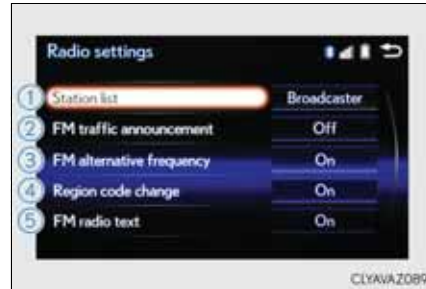 Radio settings
1 Station list Broadcaster
2 FM traffic announcement Off
3 FM alternative frequency On
4 Region code change On
5 FM radio text On
CLYAVAZ089